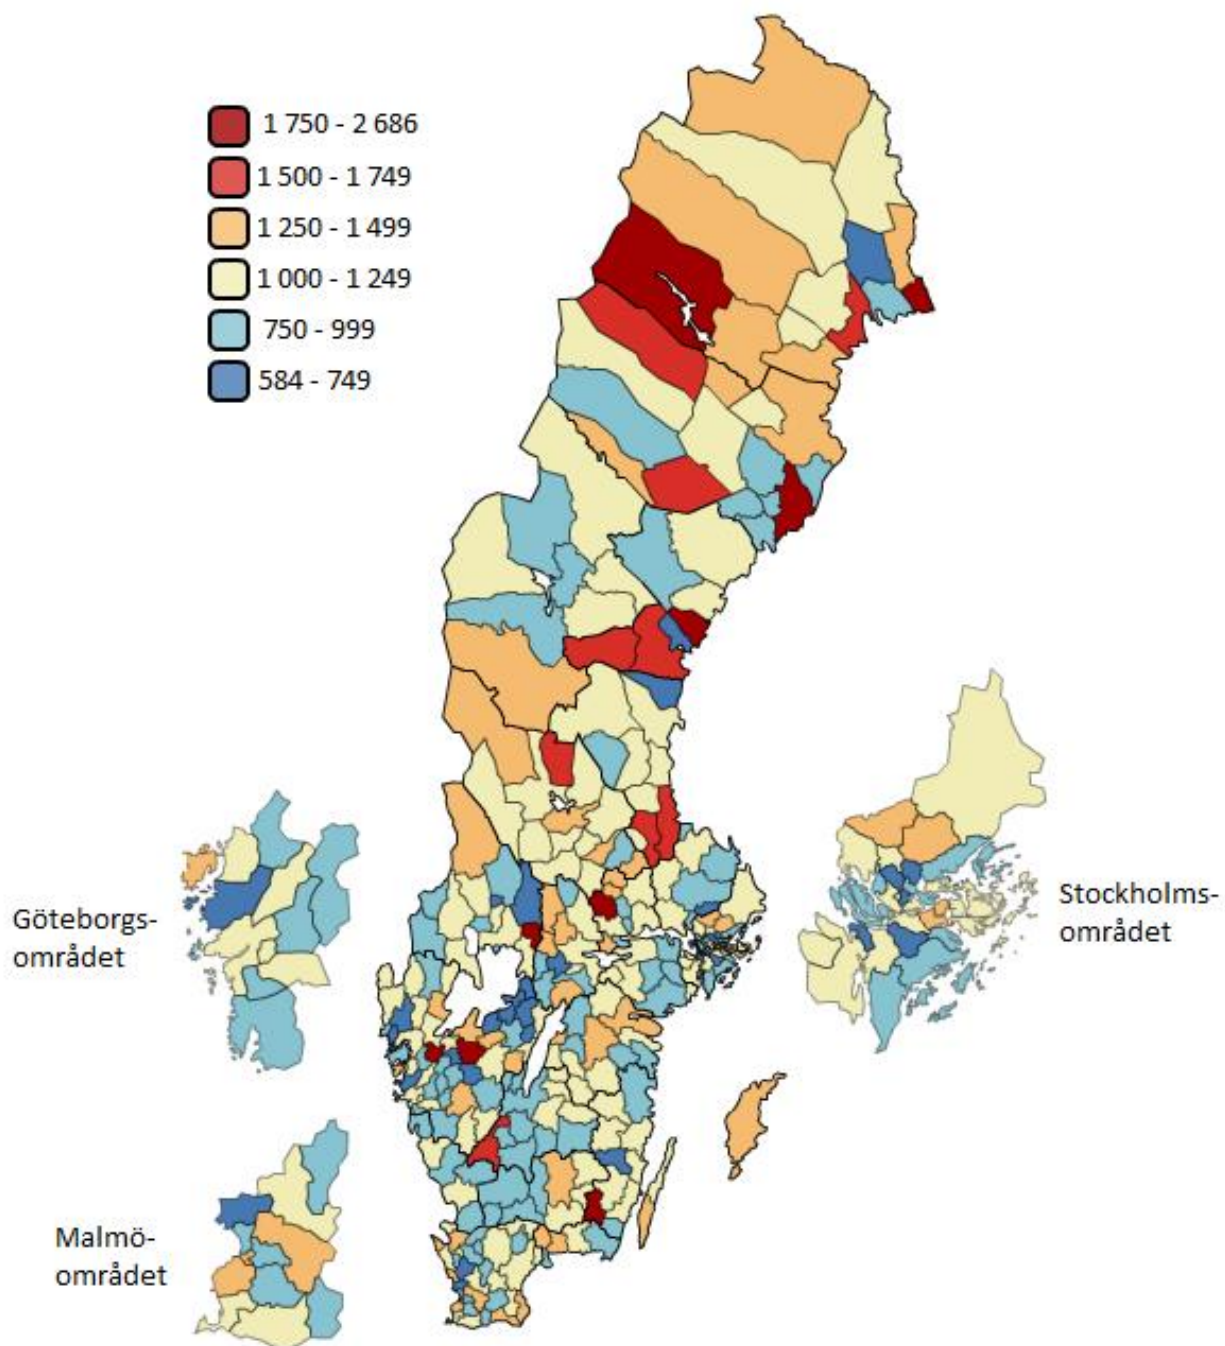 1 750 - 2 686
1 500 - 1 749
1 250 - 1 499
1 000 - 1 249
750 - 999
584 - 749
Göteborgs-
området
Stockholms-
området
Malmö-
området